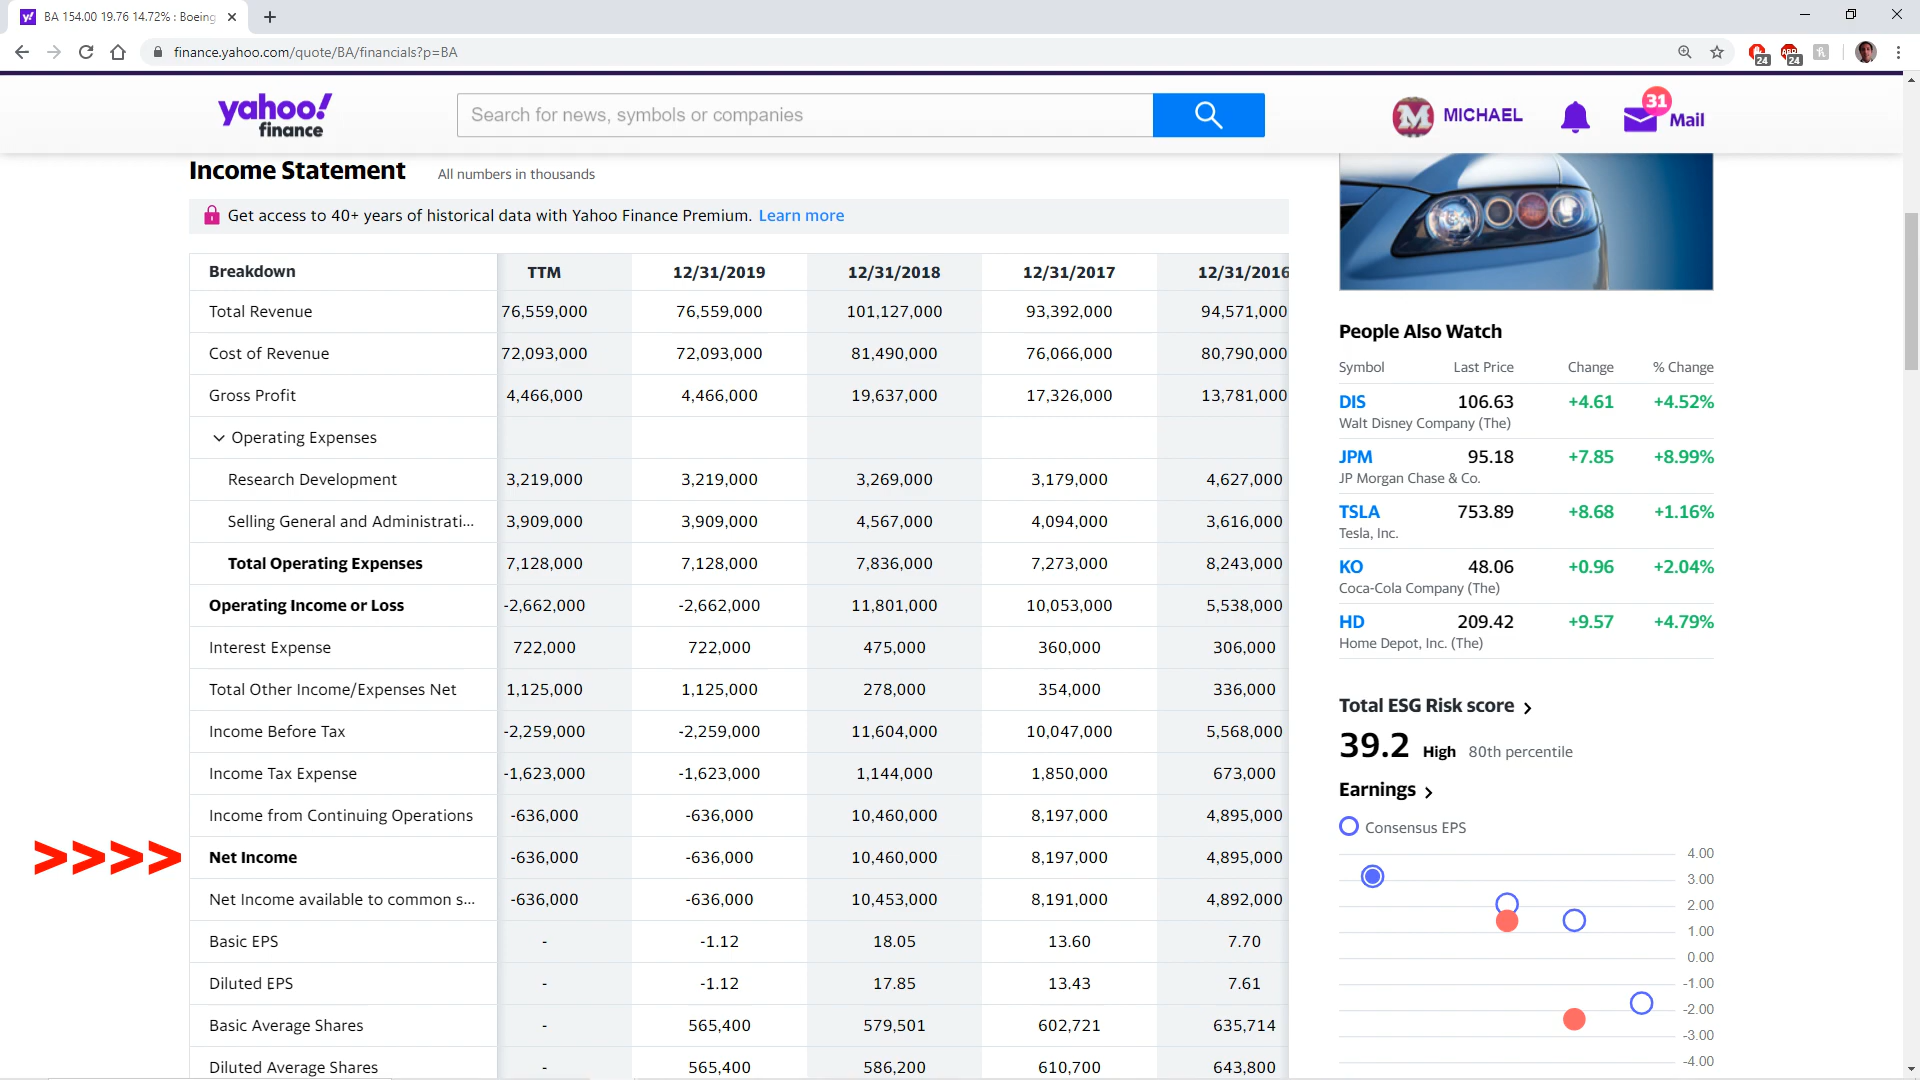 BA 154.00 19.76 14.72% : Boeing
finance.yahoo.com/quote/BA/financials?p=BA
24
24
yahoo!
finance
Search for news, symbols or companies
M
MICHAEL
31
Mail
Income Statement All numbers in thousands
Get access to 40+ years of historical data with Yahoo Finance Premium. Learn more
Breakdown TTM 12/31/2019 12/31/2018 12/31/2017 12/31/2016
Total Revenue 76,559,000 76,559,000 101,127,000 93,392,000 94,571,000
Cost of Revenue 72,093,000 72,093,000 81,490,000 76,066,000 80,790,000
Gross Profit 4,466,000 4,466,000 19,637,000 17,326,000 13,781,000
Operating Expenses
Research Development 3,219,000 3,219,000 3,269,000 3,179,000 4,627,000
Selling General and Administrati... 3,909,000 3,909,000 4,567,000 4,094,000 3,616,000
Total Operating Expenses 7,128,000 7,128,000 7,836,000 7,273,000 8,243,000
Operating Income or Loss -2,662,000 -2,662,000 11,801,000 10,053,000 5,538,000
Interest Expense 722,000 722,000 475,000 360,000 306,000
Total Other Income/Expenses Net 1,125,000 1,125,000 278,000 354,000 336,000
Income Before Tax -2,259,000 -2,259,000 11,604,000 10,047,000 5,568,000
Income Tax Expense -1,623,000 -1,623,000 1,144,000 1,850,000 673,000
Income from Continuing Operations -636,000 -636,000 10,460,000 8,197,000 4,895,000
>>>> Net Income -636,000 -636,000 10,460,000 8,197,000 4,895,000
Net Income available to common s... -636,000 -636,000 10,453,000 8,191,000 4,892,000
Basic EPS - -1.12 18.05 13.60 7.70
Diluted EPS - -1.12 17.85 13.43 7.61
Basic Average Shares - 565,400 579,501 602,721 635,714
Diluted Average Shares - 565,400 586,200 610,700 643,800
People Also Watch
Symbol Last Price Change % Change
DIS 106.63 +4.61 +4.52%
Walt Disney Company (The)
JPM 95.18 +7.85 +8.99%
JP Morgan Chase & Co.
TSLA 753.89 +8.68 +1.16%
Tesla, Inc.
KO 48.06 +0.96 +2.04%
Coca-Cola Company (The)
HD 209.42 +9.57 +4.79%
Home Depot, Inc. (The)
Total ESG Risk score
39.2 High 80th percentile
Earnings
Consensus EPS
4.00
3.00
2.00
1.00
0.00
-1.00
-2.00
-3.00
-4.00